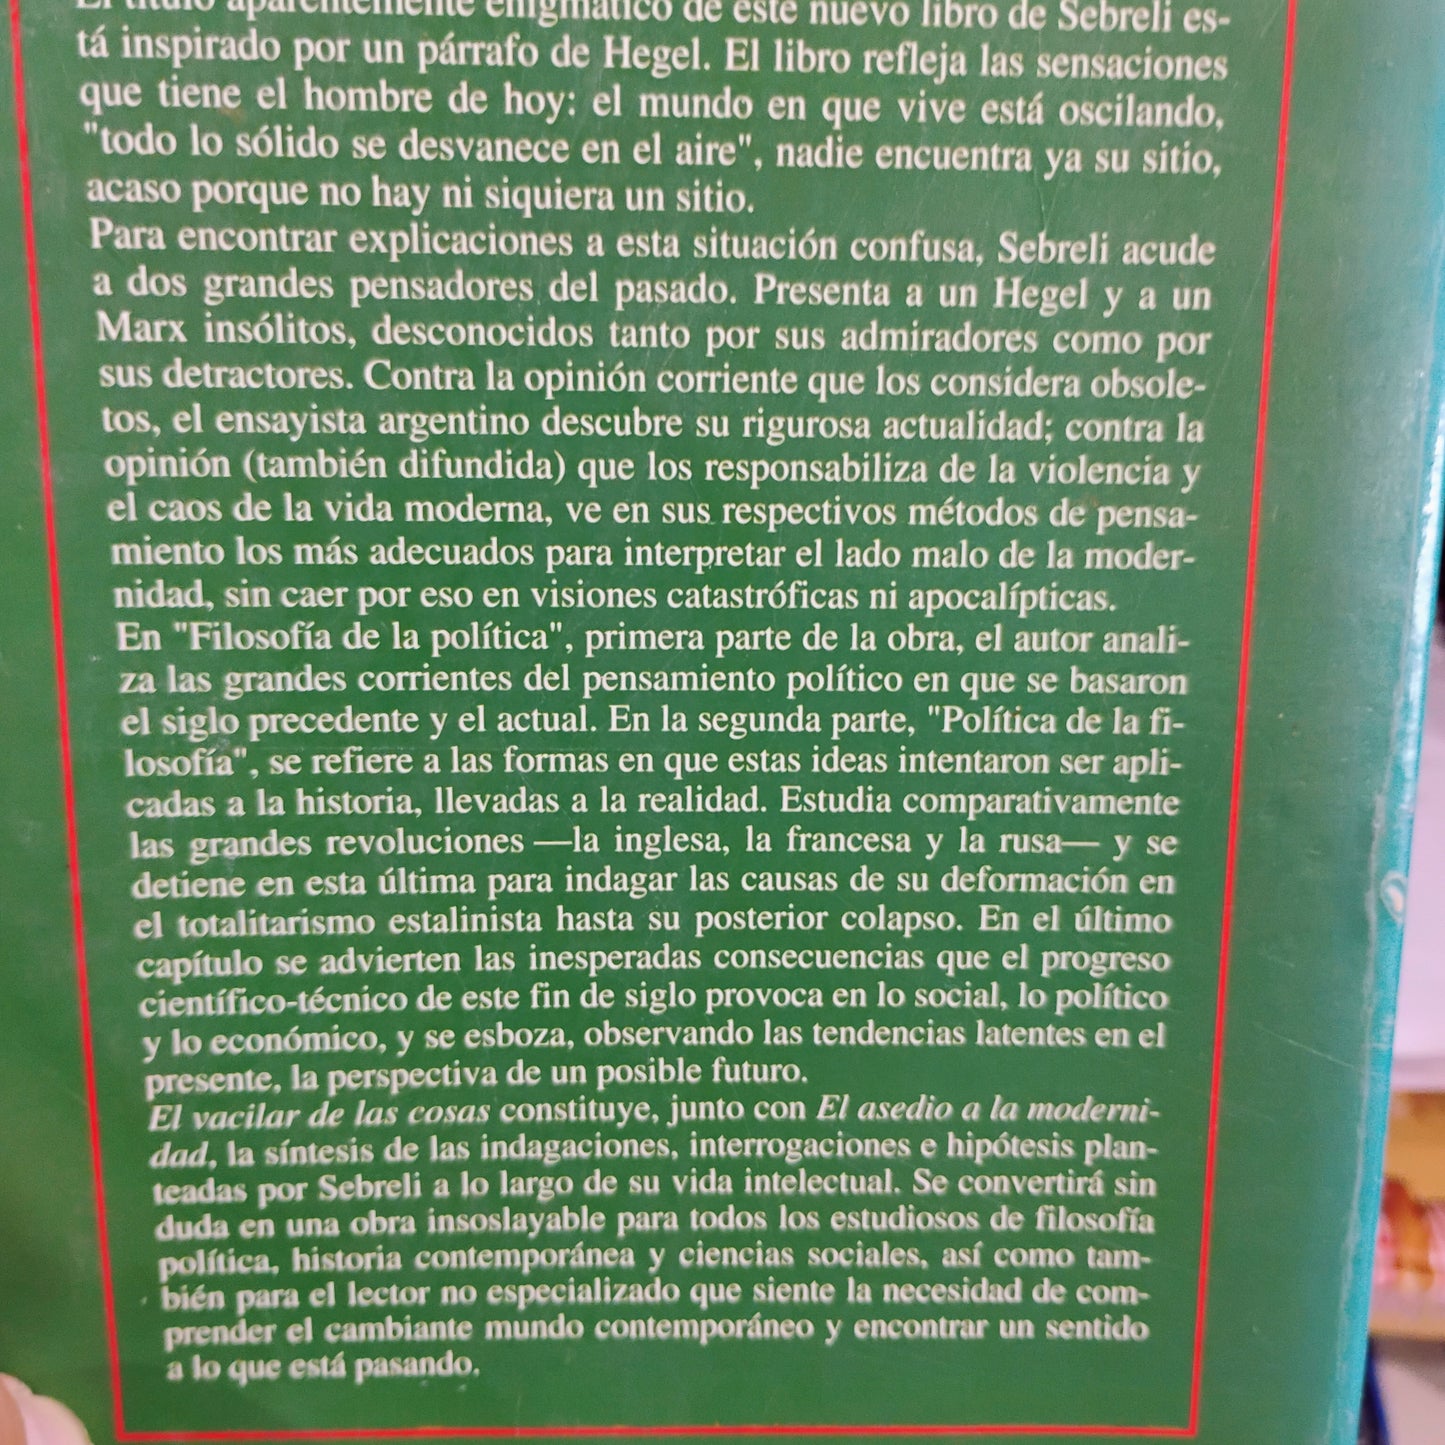 El título aparentemente enigmático de este nuevo libro de Sebreli es-
tá inspirado por un párrafo de Hegel. El libro refleja las sensaciones
que tiene el hombre de hoy: el mundo en que vive está oscilando,
"todo lo sólido se desvanece en el aire", nadie encuentra ya su sitio,
acaso porque no hay ni siquiera un sitio.
Para encontrar explicaciones a esta situación confusa, Sebreli acude
a dos grandes pensadores del pasado. Presenta a un Hegel y a un
Marx insólitos, desconocidos tanto por sus admiradores como por
sus detractores. Contra la opinión corriente que los considera obsole-
tos, el ensayista argentino descubre su rigurosa actualidad; contra la
opinión (también difundida) que los responsabiliza de la violencia y
el caos de la vida moderna, ve en sus respectivos métodos de pensa-
miento los más adecuados para interpretar el lado malo de la moder-
nidad, sin caer por eso en visiones catastróficas ni apocalípticas.
En "Filosofía de la política", primera parte de la obra, el autor anali-
za las grandes corrientes del pensamiento político en que se basaron
el siglo precedente y el actual. En la segunda parte, "Política de la fi-
losofía", se refiere a las formas en que estas ideas intentaron ser apli-
cadas a la historia, llevadas a la realidad. Estudia comparativamente
las grandes revoluciones —la inglesa, la francesa y la rusa— y se
detiene en esta última para indagar las causas de su deformación en
el totalitarismo estalinista hasta su posterior colapso. En el último
capítulo se advierten las inesperadas consecuencias que el progreso
científico-técnico de este fin de siglo provoca en lo social, lo político
y lo económico, y se esboza, observando las tendencias latentes en el
presente, la perspectiva de un posible futuro.
El vacilar de las cosas constituye, junto con El asedio a la moderni-
dad, la síntesis de las indagaciones, interrogaciones e hipótesis plan-
teadas por Sebreli a lo largo de su vida intelectual. Se convertirá sin
duda en una obra insoslayable para todos los estudiosos de filosofía
política, historia contemporánea y ciencias sociales, así como tam-
bién para el lector no especializado que siente la necesidad de com-
prender el cambiante mundo contemporáneo y encontrar un sentido
a lo que está pasando.